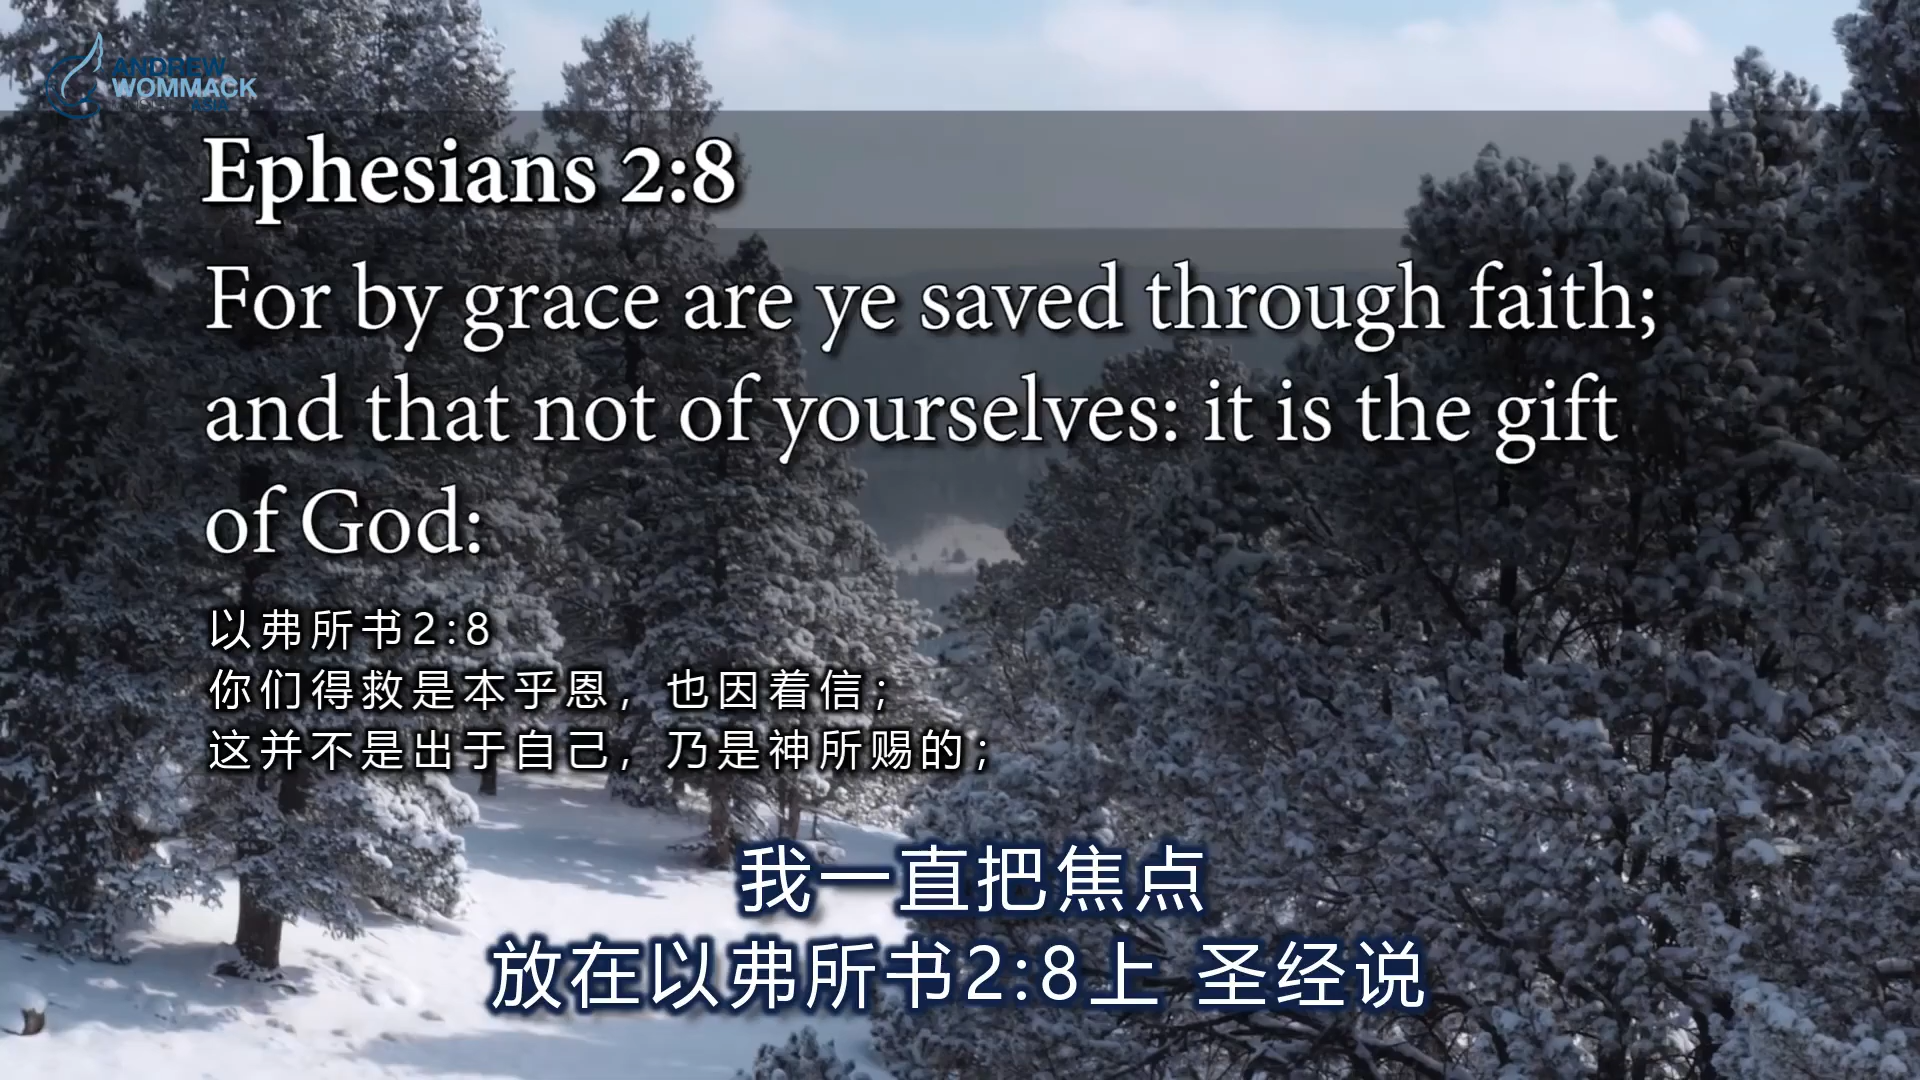 ANDREW
WOMMACK
Ephesians 2:8
For by grace are ye saved through faith;
and that not of yourselves: it is the gift
of God:
以弗所书2:8
你们得救是本乎恩，也因着信；
这并不是出于自己，乃是神所赐的；
我一直把焦点
放在以弗所书2:8上 圣经说